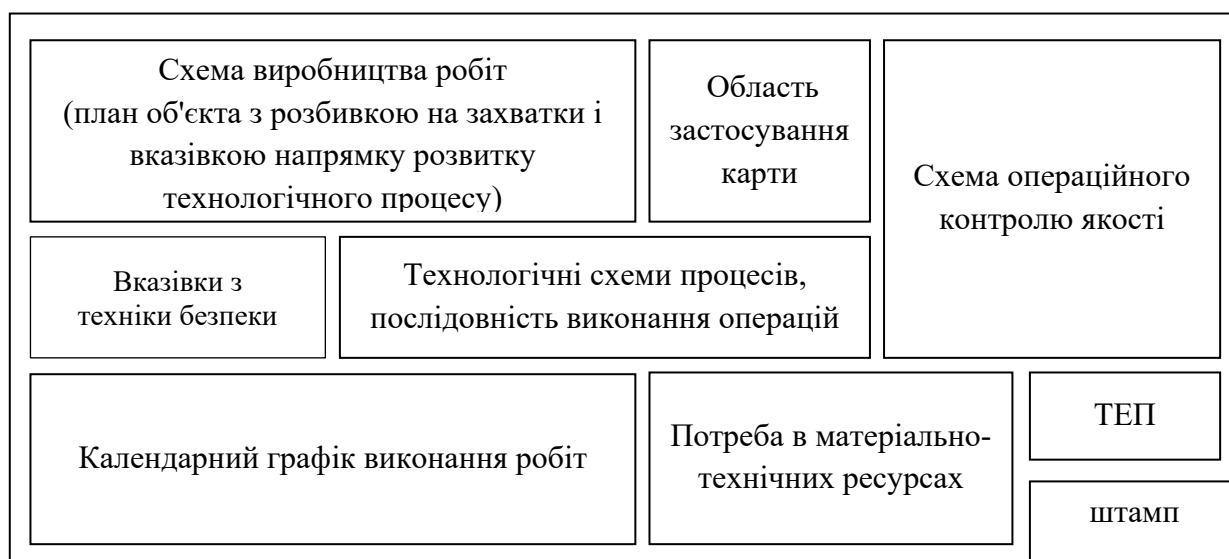 Схема виробництва робіт
(план об'єкта з розбивкою на захватки і
вказівкою напрямку розвитку
технологічного процесу)
Область
застосування
карти
Схема операційного
контролю якості
Вказівки з
техніки безпеки
Технологічні схеми процесів,
послідовність виконання операцій
Календарний графік виконання робіт
Потреба в матеріально-
технічних ресурсах
ТЕП
штамп